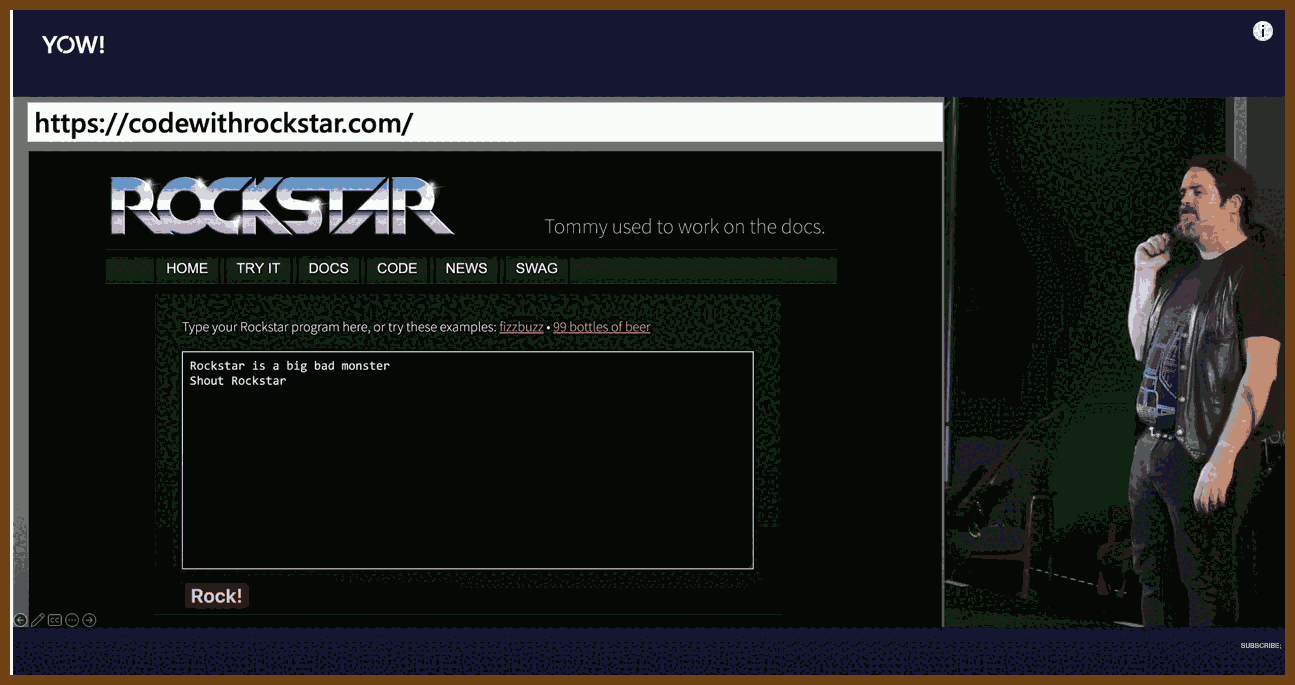 YOW!
i
https://codewithrockstar.com/
ROCKSTAR
Tommy used to work on the docs.
HOME TRY IT DOCS CODE NEWS SWAG
Type your Rockstar program here, or try these examples: fizzbuzz • 99 bottles of beer
Rockstar is a big bad monster
Shout Rockstar
Rock!
CC
SUBSCRIBE;